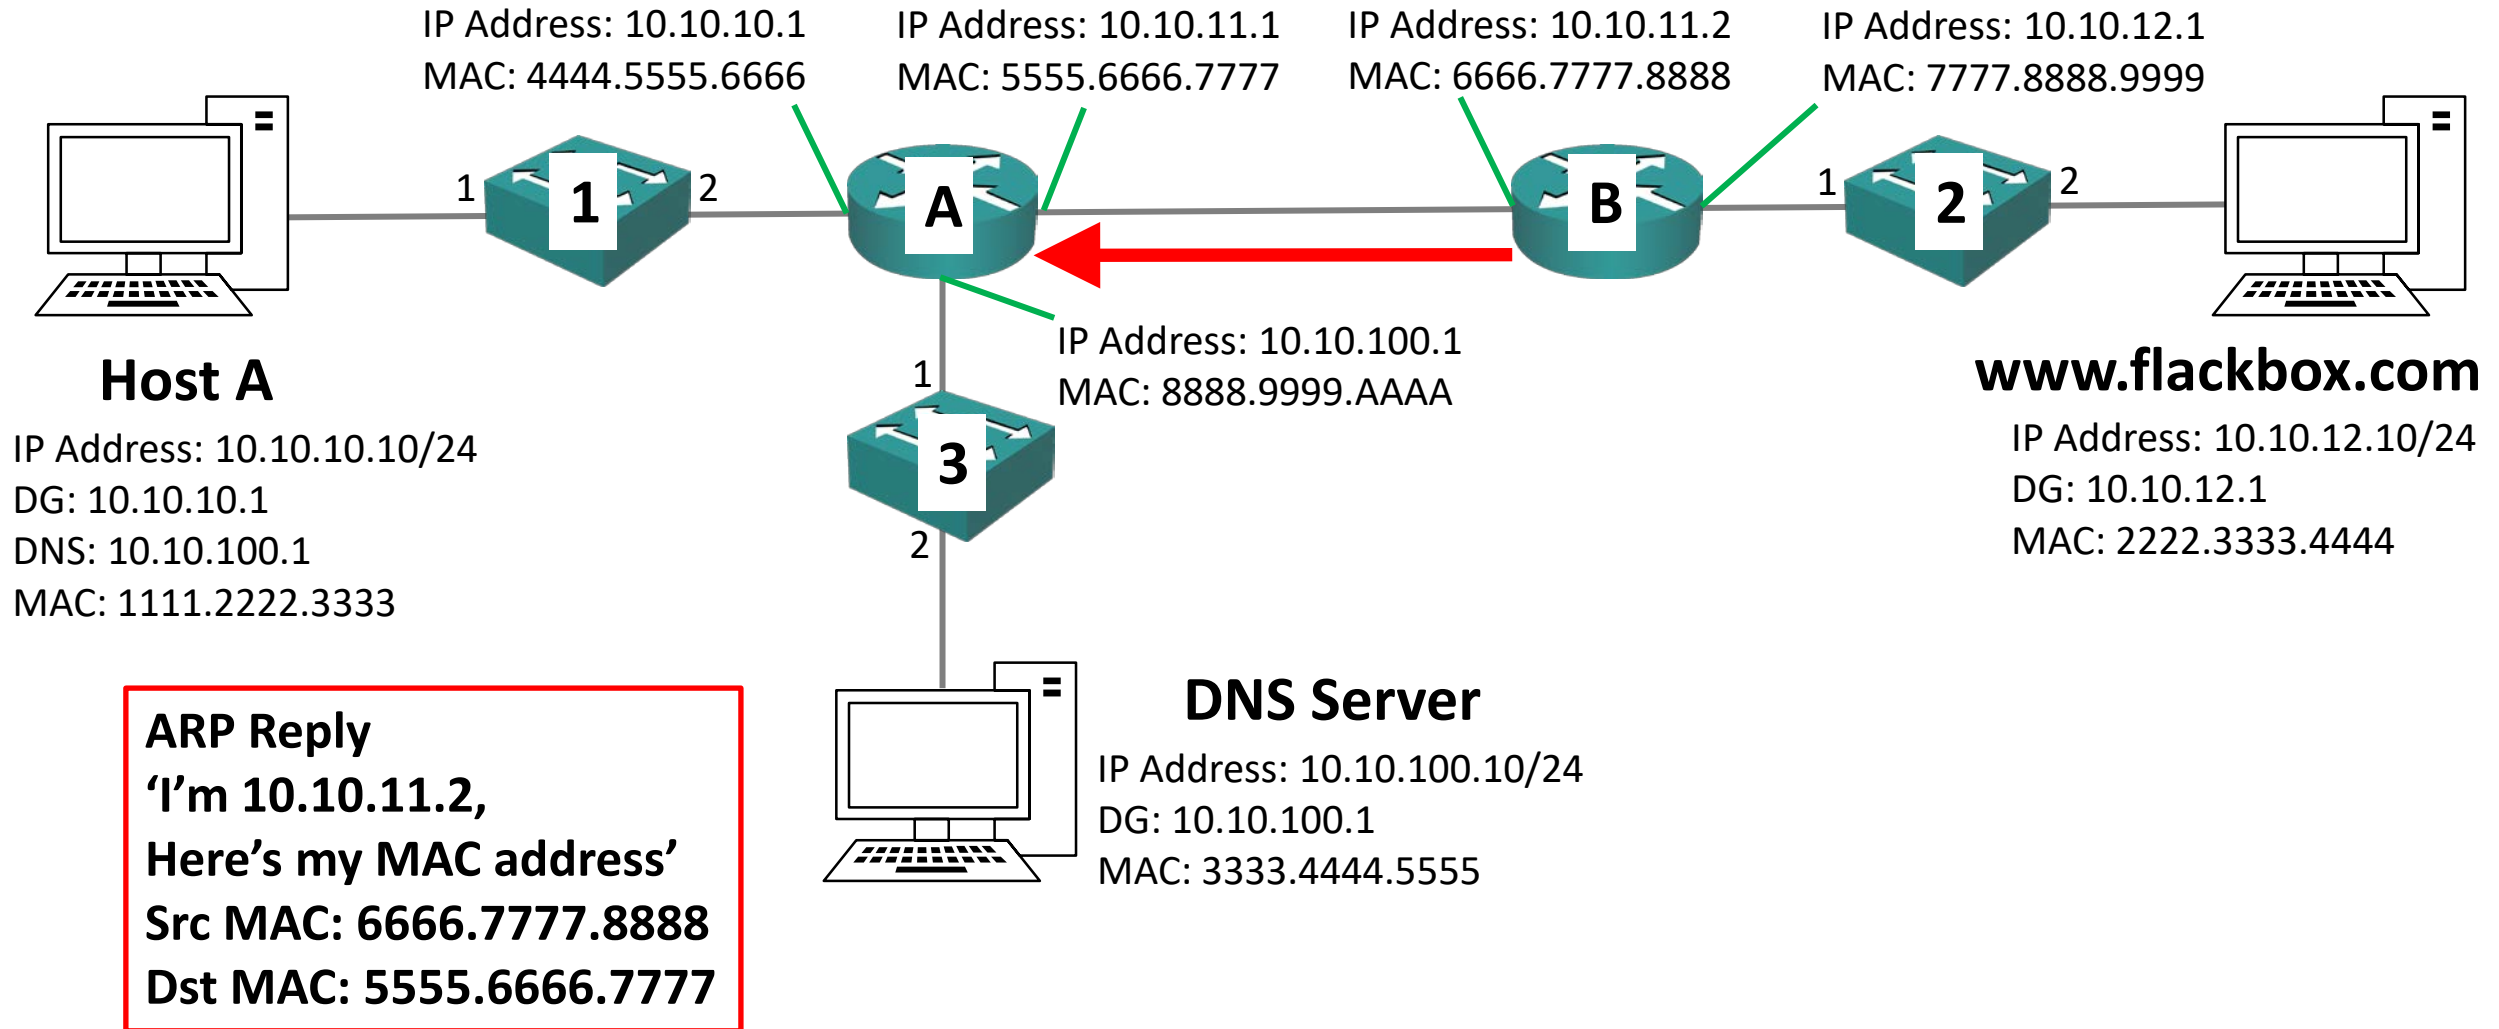 IP Address: 10.10.10.1
MAC: 4444.5555.6666
IP Address: 10.10.11.1
MAC: 5555.6666.7777
IP Address: 10.10.11.2
MAC: 6666.7777.8888
IP Address: 10.10.12.1
MAC: 7777.8888.9999
1
1
2
A
B
1
2
2
Host A
IP Address: 10.10.10.10/24
DG: 10.10.10.1
DNS: 10.10.100.1
MAC: 1111.2222.3333
IP Address: 10.10.100.1
MAC: 8888.9999.AAAA
1
3
2
www.flackbox.com
IP Address: 10.10.12.10/24
DG: 10.10.12.1
MAC: 2222.3333.4444
DNS Server
IP Address: 10.10.100.10/24
DG: 10.10.100.1
MAC: 3333.4444.5555
ARP Reply
‘I’m 10.10.11.2,
Here’s my MAC address’
Src MAC: 6666.7777.8888
Dst MAC: 5555.6666.7777